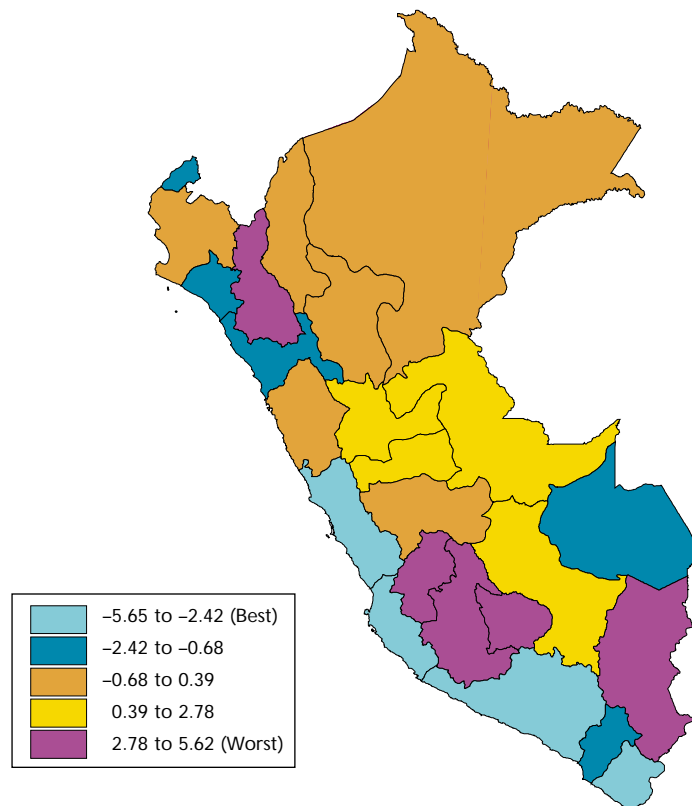 –5.65 to –2.42 (Best)
–2.42 to –0.68
–0.68 to 0.39
0.39 to 2.78
2.78 to 5.62 (Worst)